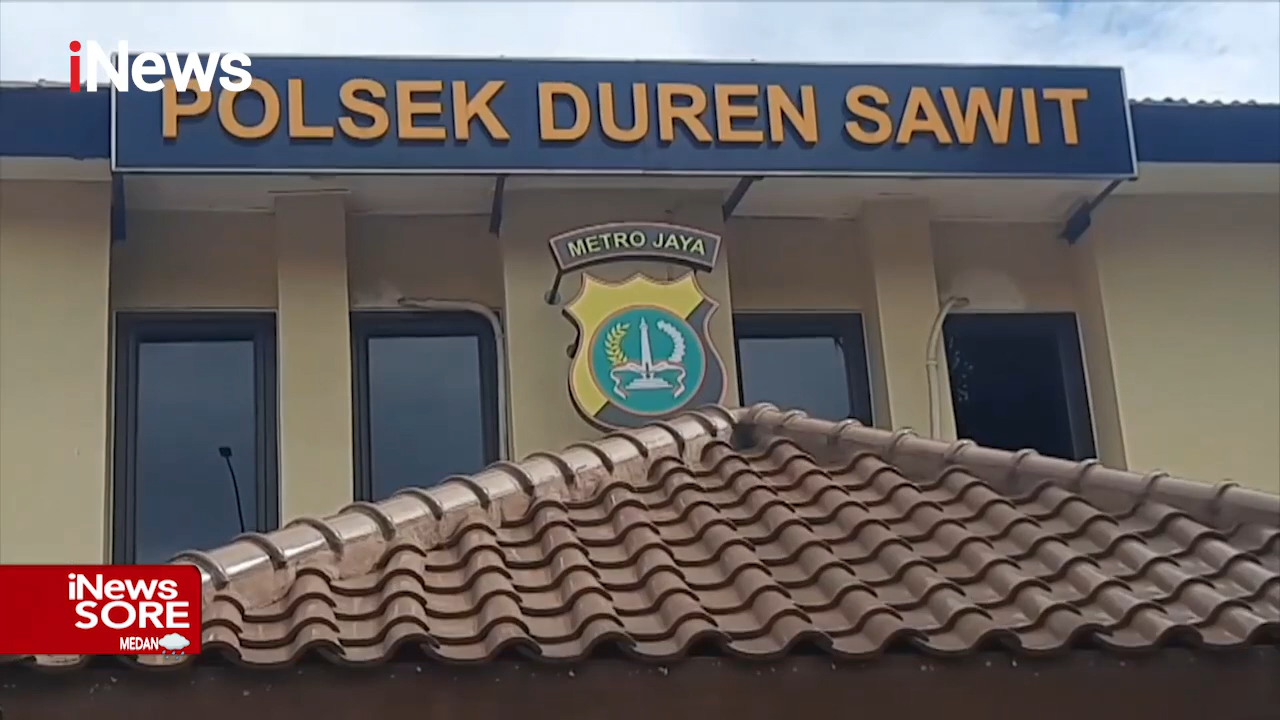 iNews
POLSEK DUREN SAWIT
METRO JAYA
iNews
SORE
MEDAN